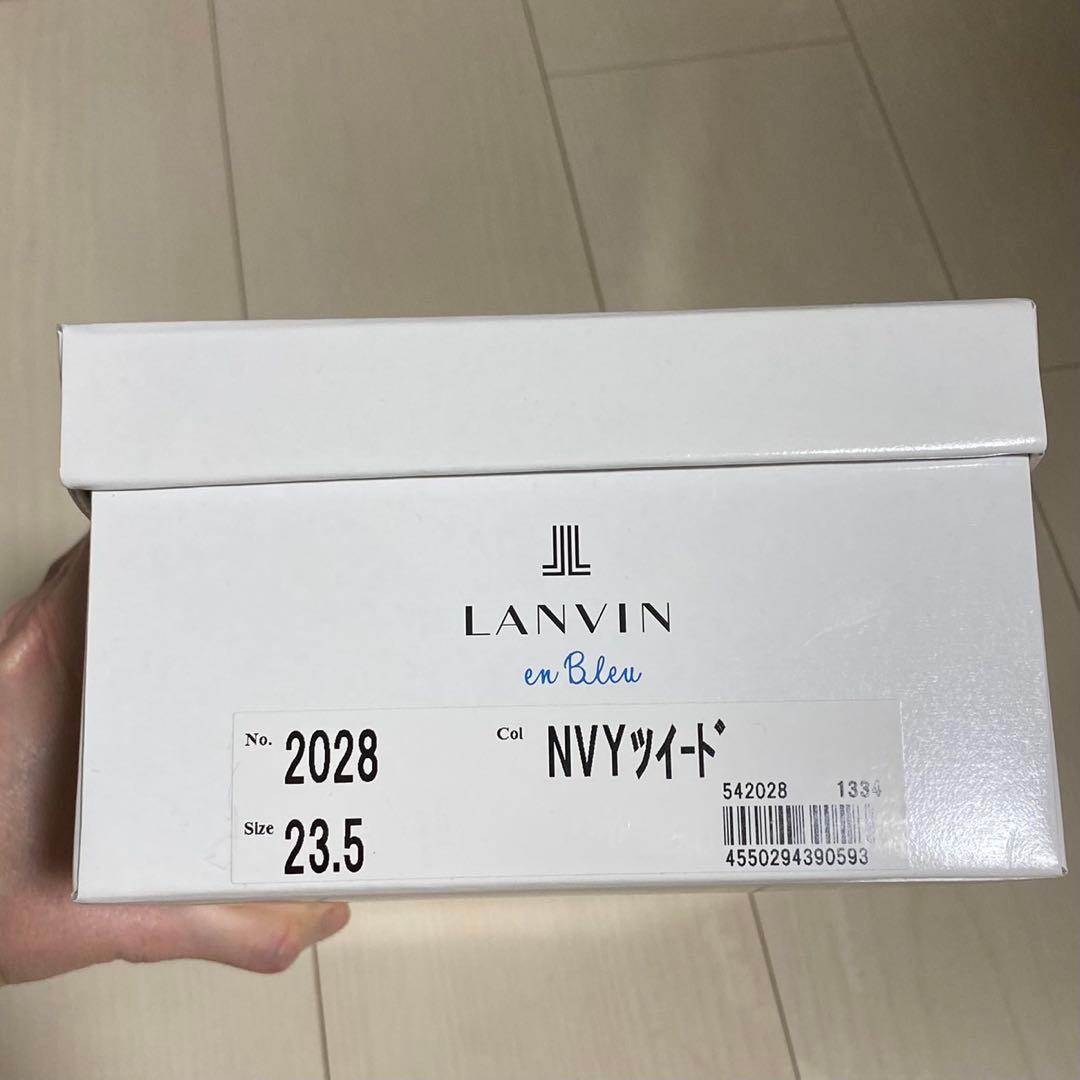 LANVIN
en Bleu
No. 2028 Col NVYﾂｲｰﾄﾞ
542028 1334
Size 23.5
4550294390593